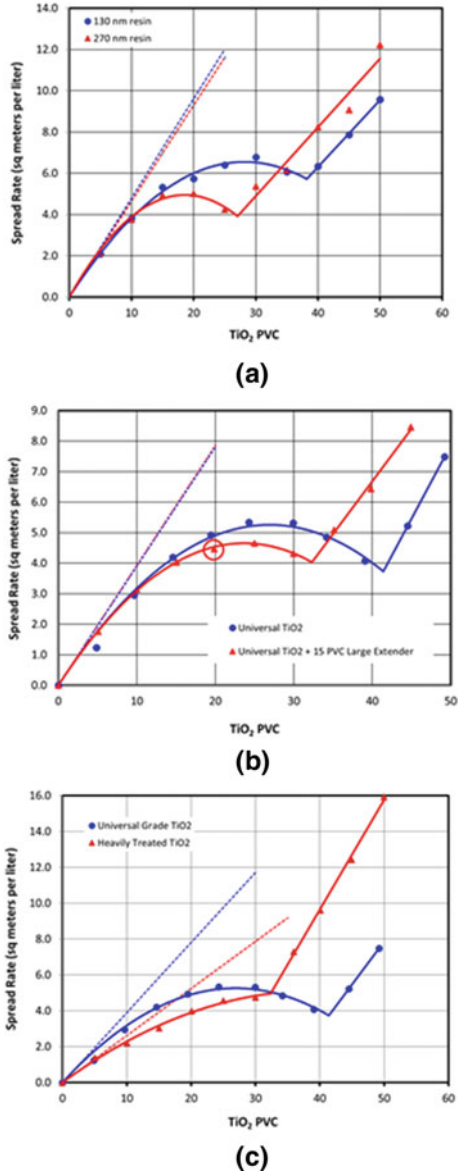 14.0
130 nm resin
270 nm resin
12.0
10.0
8.0
6.0
4.0
2.0
0.0
Spread Rate (sq meters per liter)
0 10 20 30 40 50 60
TiO₂ PVC
(a)
9.0
8.0
7.0
6.0
5.0
4.0
3.0
2.0
1.0
0.0
Spread Rate (sq meters per liter)
Universal TiO2
Universal TiO2 + 15 PVC Large Extender
0 10 20 30 40 50
TiO₂ PVC
(b)
16.0
14.0
12.0
10.0
8.0
6.0
4.0
2.0
0.0
Spread Rate (sq meters per liter)
Universal Grade TiO2
Heavily Treated TiO2
0 10 20 30 40 50 60
TiO₂ PVC
(c)